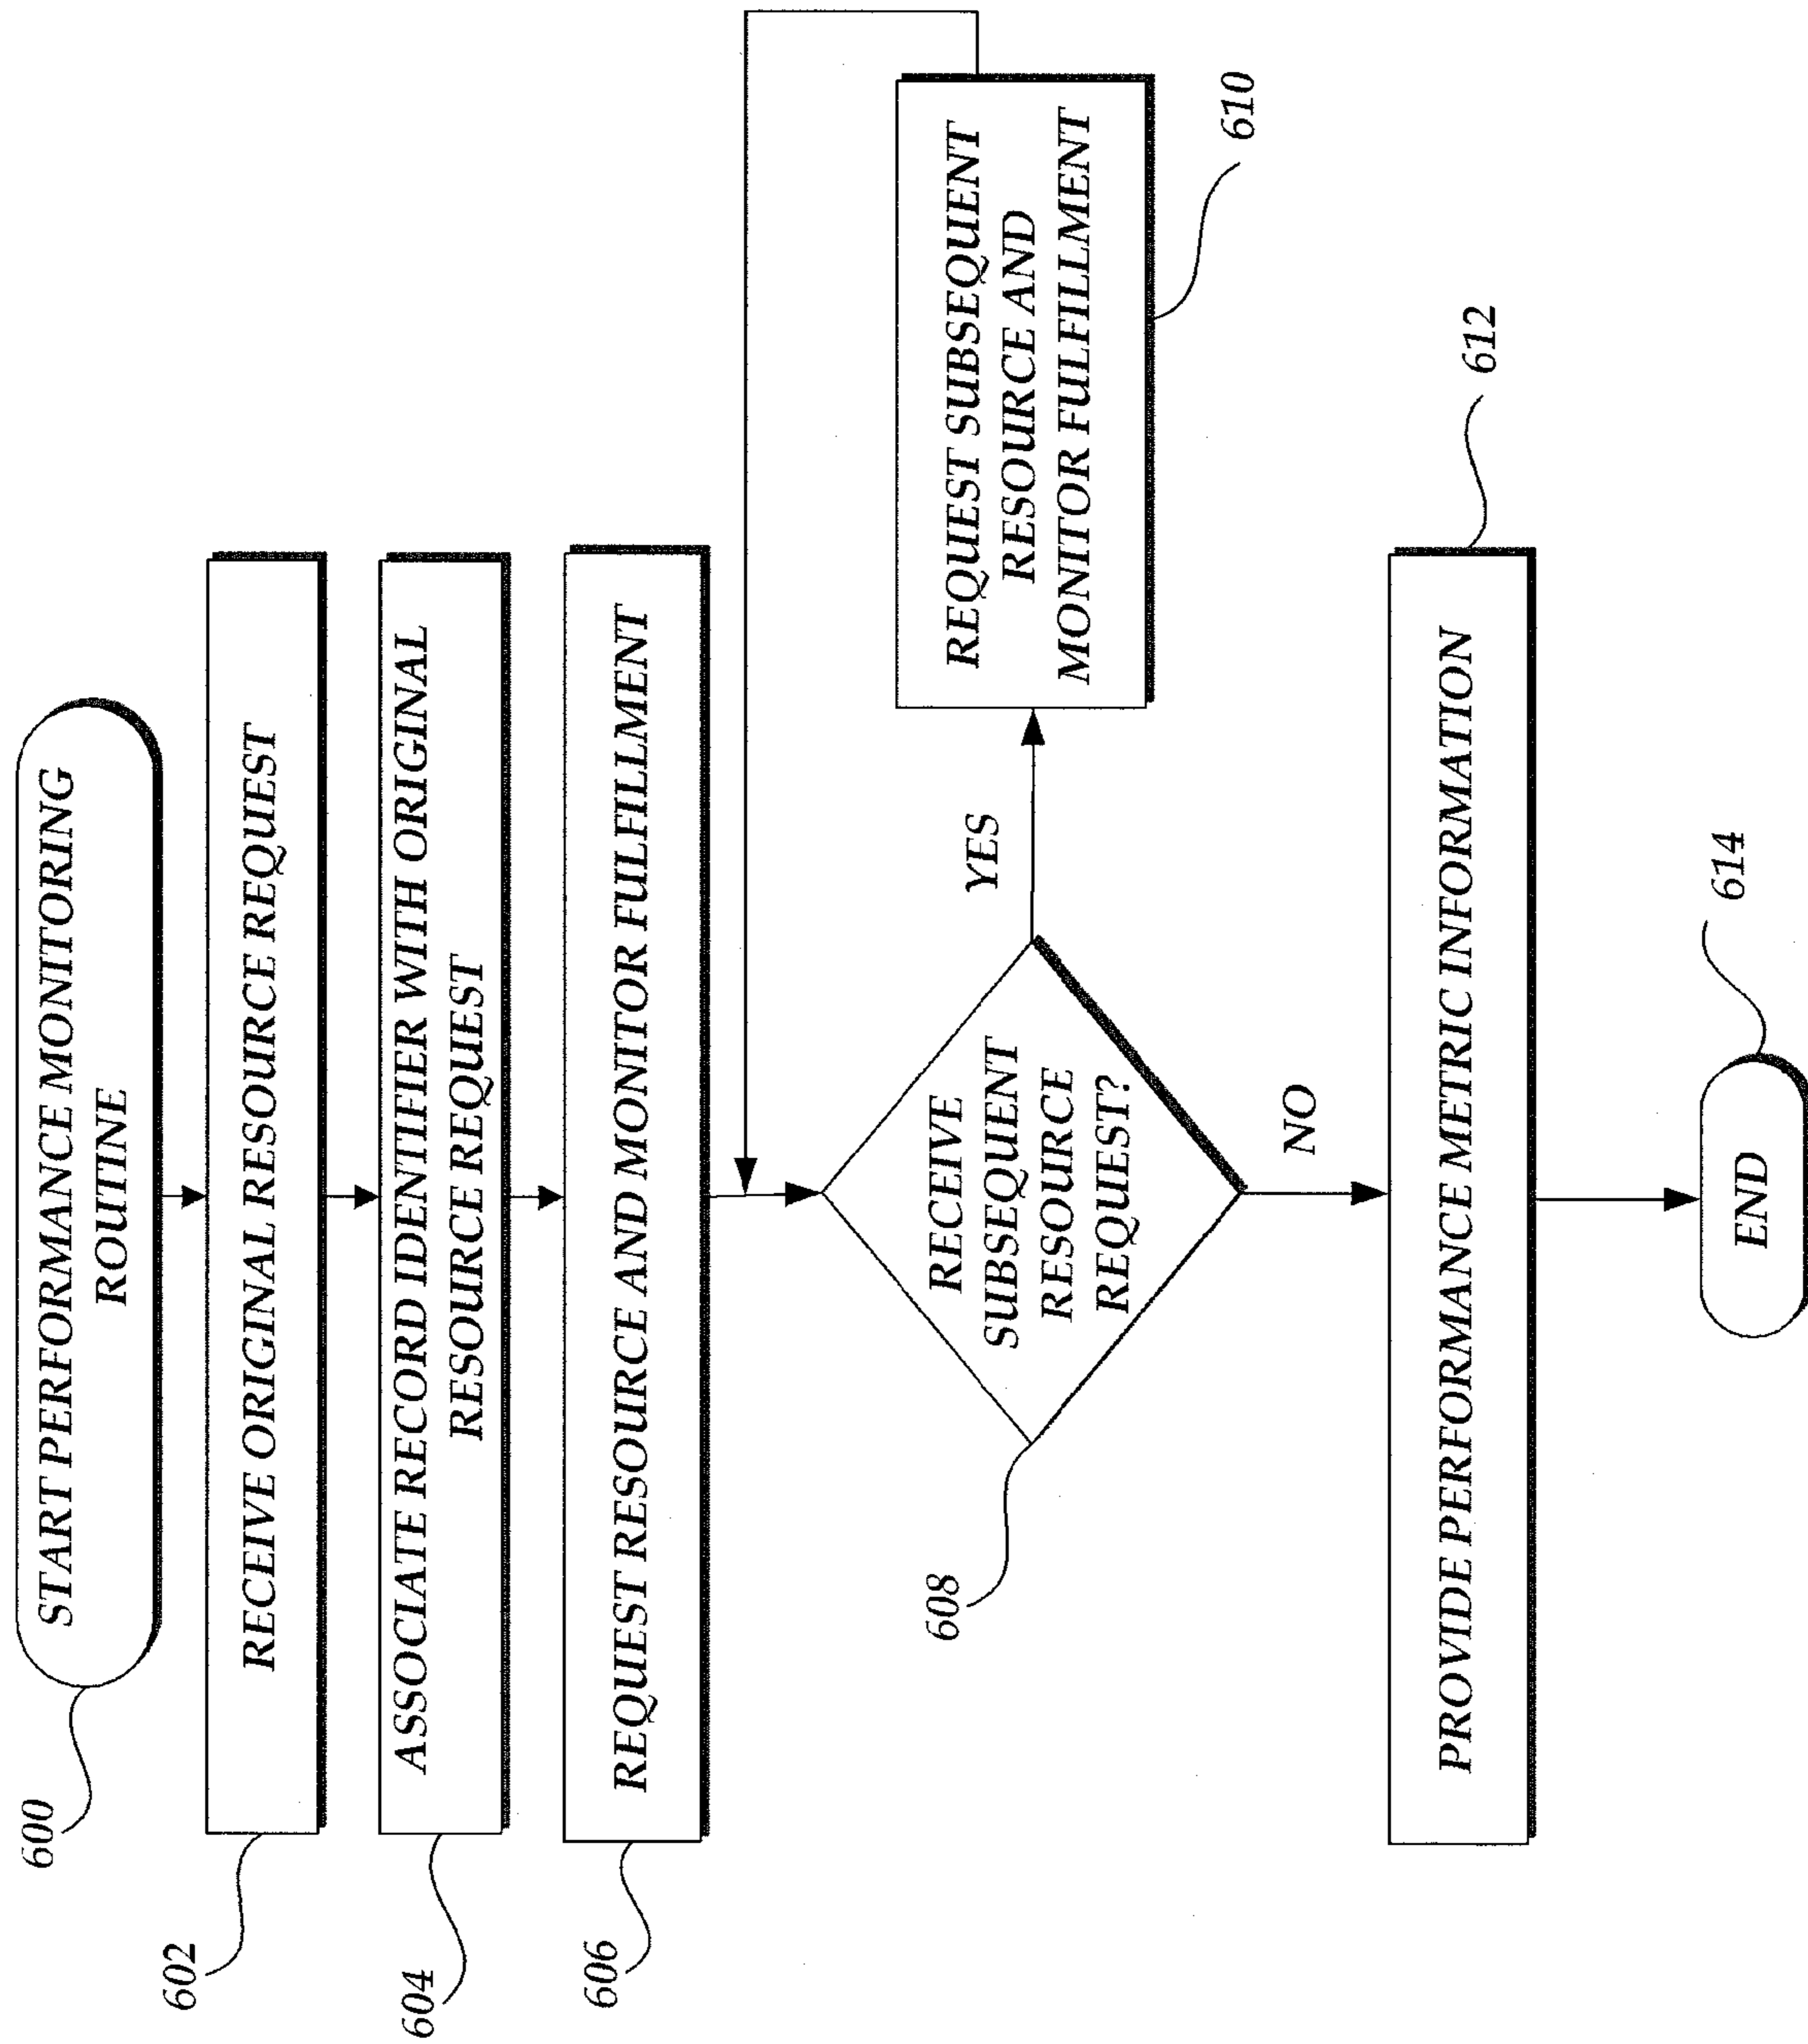 600
START PERFORMANCE MONITORING
ROUTINE
602
RECEIVE ORIGINAL RESOURCE REQUEST
604
ASSOCIATE RECORD IDENTIFIER WITH ORIGINAL
RESOURCE REQUEST
606
REQUEST RESOURCE AND MONITOR FULFILLMENT
608
RECEIVE
SUBSEQUENT
RESOURCE
REQUEST?
YES
REQUEST SUBSEQUENT
RESOURCE AND
MONITOR FULFILLMENT
610
NO
PROVIDE PERFORMANCE METRIC INFORMATION
612
END
614